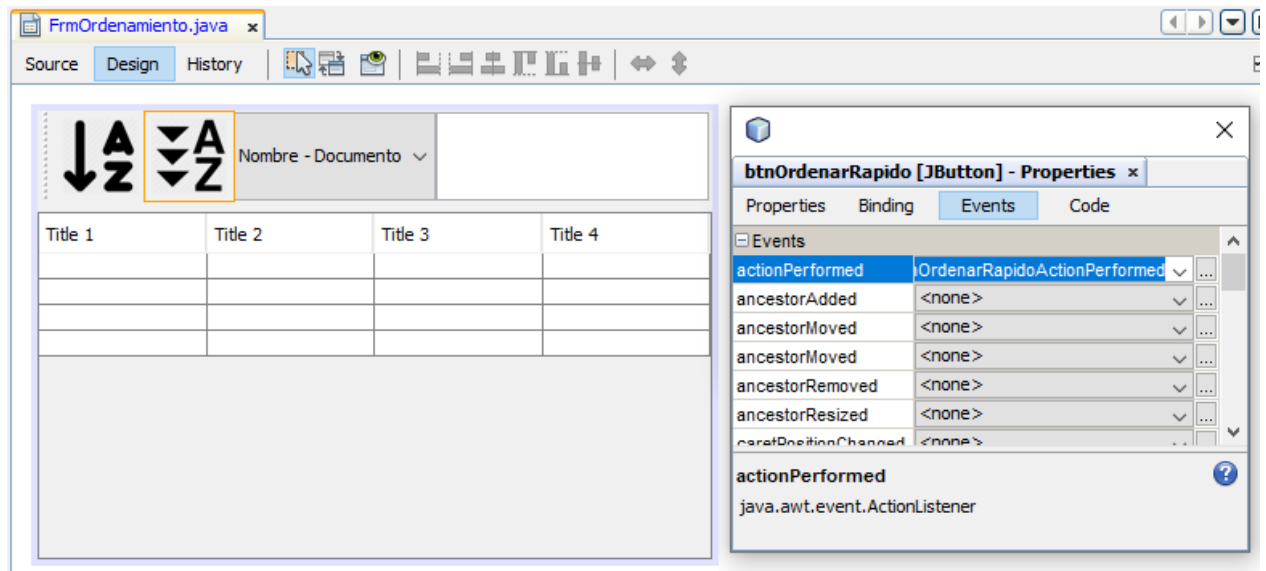 FrmOrdenamiento.java x
Source Design History
A Z A Z Nombre - Documento
Title 1 Title 2 Title 3 Title 4
btnOrdenarRapido [JButton] - Properties x
Properties Binding Events Code
Events
actionPerformed OrdenarRapidoActionPerformed ...
ancestorAdded <none> ...
ancestorMoved <none> ...
ancestorMoved <none> ...
ancestorRemoved <none> ...
ancestorResized <none> ...
caretPositionChanged <none> ...
actionPerformed ?
java.awt.event.ActionListener